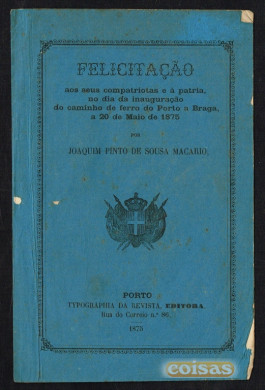 FELICITAÇÃO
aos seus compatriotas e á patria,
no dia da inauguração
do caminho de ferro do Porto a Braga,
a 20 de Maio de 1875
POR
JOAQUIM PINTO DE SOUSA MACARIO.
PORTO
TYPOGRAPHIA DA REVISTA, EDITORA
Rua do Correio n.º 80
1875
coisas